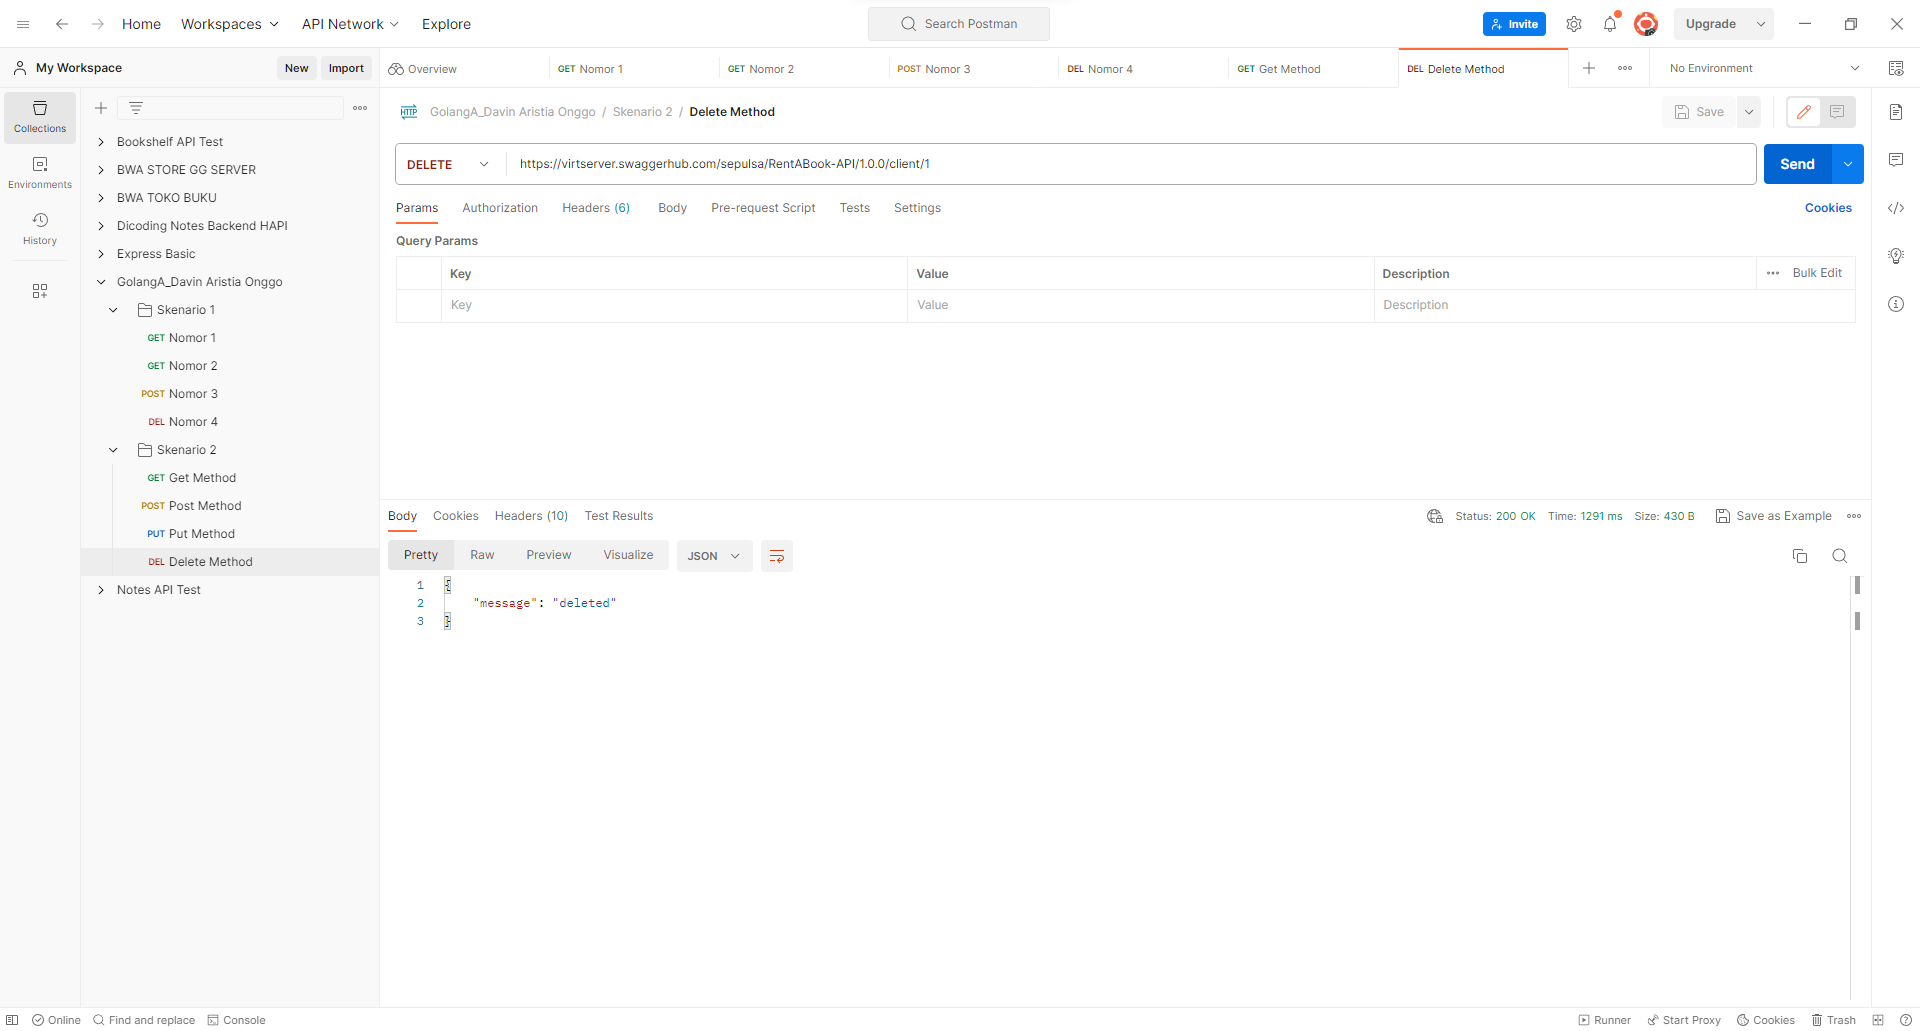 Home Workspaces API Network Explore Search Postman Invite Upgrade
My Workspace New Import
Overview GET Nomor 1 GET Nomor 2 POST Nomor 3 DEL Nomor 4 GET Get Method DEL Delete Method No Environment
Collections
Environments
History
Bookshelf API Test
BWA STORE GG SERVER
BWA TOKO BUKU
Dicoding Notes Backend HAPI
Express Basic
GolangA_Davin Aristia Onggo
Skenario 1
GET Nomor 1
GET Nomor 2
POST Nomor 3
DEL Nomor 4
Skenario 2
GET Get Method
POST Post Method
PUT Put Method
DEL Delete Method
Notes API Test
HTTP GolangA_Davin Aristia Onggo / Skenario 2 / Delete Method Save
DELETE https://virtserver.swaggerhub.com/sepulsa/RentABook-API/1.0.0/client/1 Send
Params Authorization Headers (6) Body Pre-request Script Tests Settings Cookies
Query Params
Key Value Description Bulk Edit
Key Value Description
Body Cookies Headers (10) Test Results Status: 200 OK Time: 1291 ms Size: 430 B Save as Example
Pretty Raw Preview Visualize JSON
1 {
2 "message": "deleted"
3 }
Online Find and replace Console Runner Start Proxy Cookies Trash